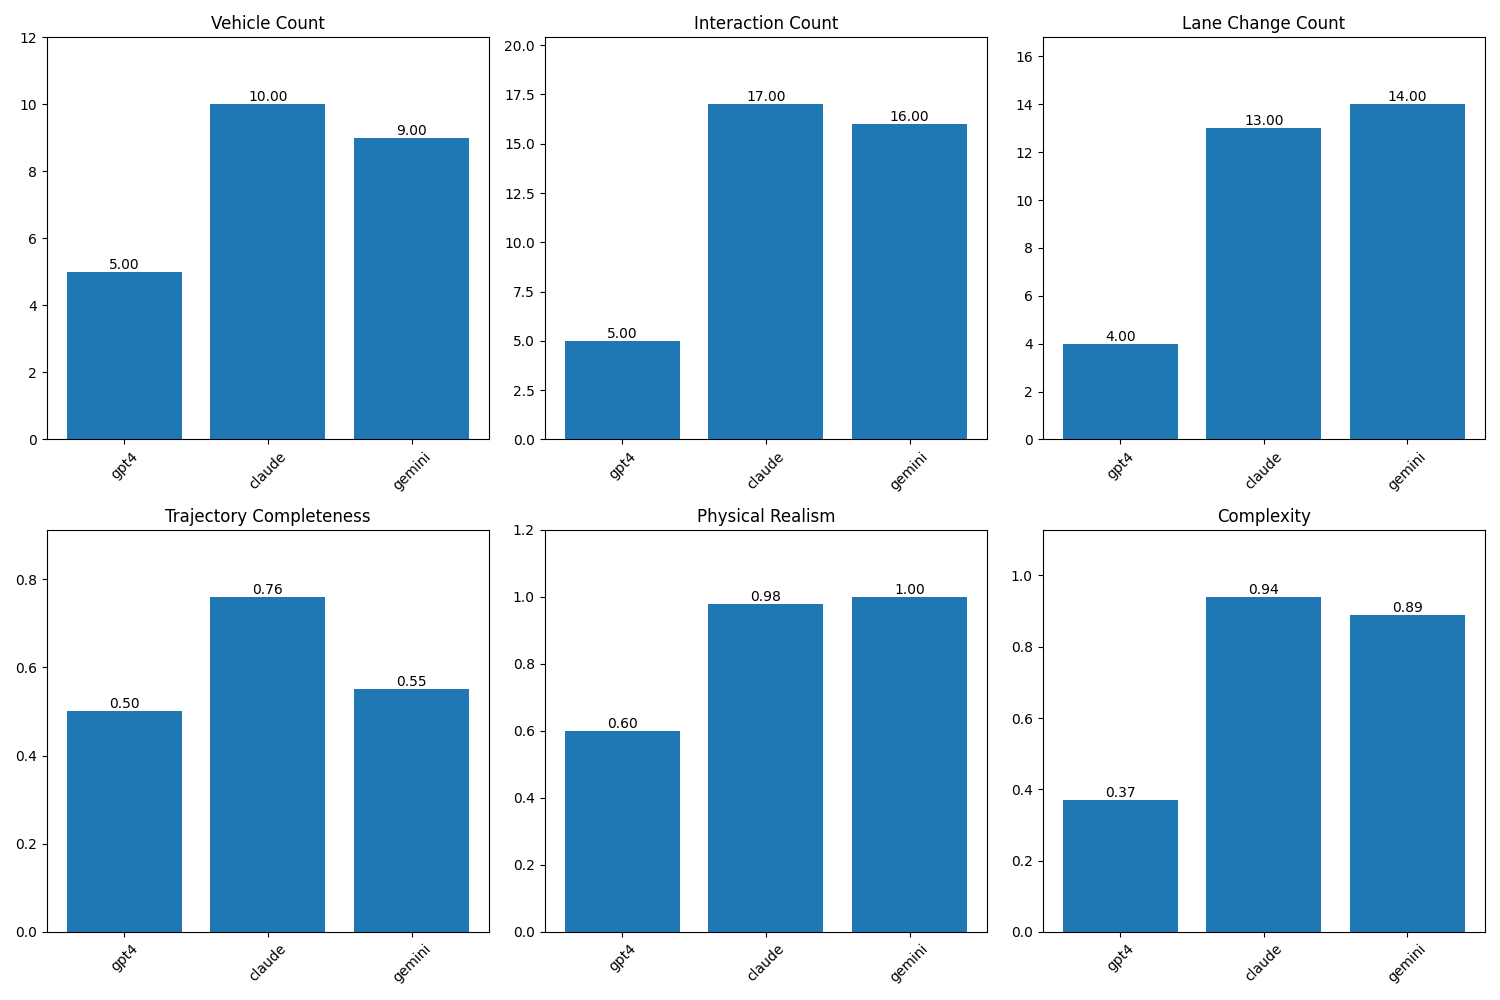 Vehicle Count
12
10
8
6
4
2
0
5.00
10.00
9.00
gpt4
claude
gemini
Interaction Count
20.0
17.5
15.0
12.5
10.0
7.5
5.0
2.5
0.0
5.00
17.00
16.00
gpt4
claude
gemini
Lane Change Count
16
14
12
10
8
6
4
2
0
4.00
13.00
14.00
gpt4
claude
gemini
Trajectory Completeness
0.8
0.6
0.4
0.2
0.0
0.50
0.76
0.55
gpt4
claude
gemini
Physical Realism
1.2
1.0
0.8
0.6
0.4
0.2
0.0
0.60
0.98
1.00
gpt4
claude
gemini
Complexity
1.0
0.8
0.6
0.4
0.2
0.0
0.37
0.94
0.89
gpt4
claude
gemini